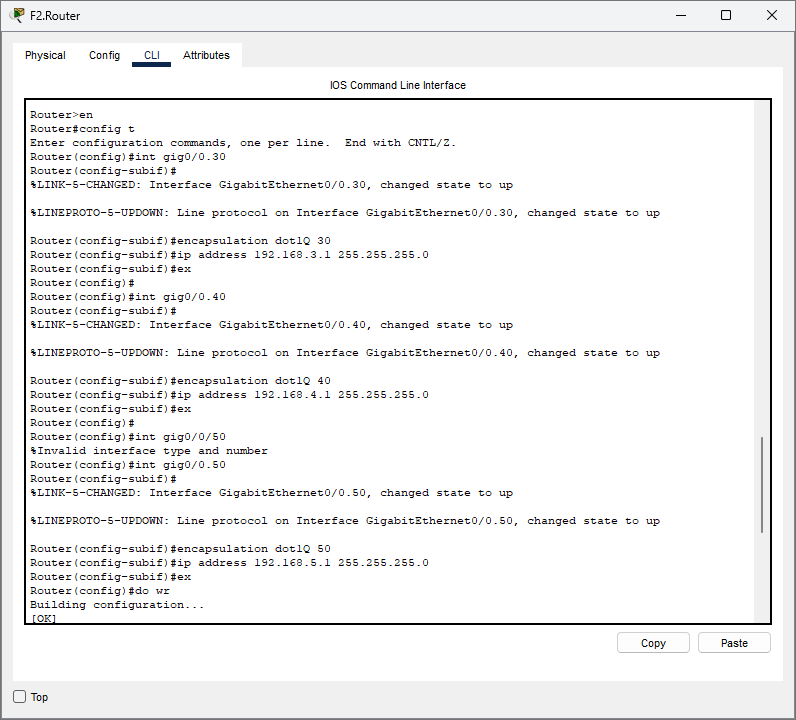 F2.Router
Physical Config CLI Attributes
IOS Command Line Interface
Router>en
Router#config t
Enter configuration commands, one per line.  End with CNTL/Z.
Router(config)#int gig0/0.30
Router(config-subif)#
%LINK-5-CHANGED: Interface GigabitEthernet0/0.30, changed state to up
%LINEPROTO-5-UPDOWN: Line protocol on Interface GigabitEthernet0/0.30, changed state to up
Router(config-subif)#encapsulation dot1Q 30
Router(config-subif)#ip address 192.168.3.1 255.255.255.0
Router(config-subif)#ex
Router(config)#
Router(config)#int gig0/0.40
Router(config-subif)#
%LINK-5-CHANGED: Interface GigabitEthernet0/0.40, changed state to up
%LINEPROTO-5-UPDOWN: Line protocol on Interface GigabitEthernet0/0.40, changed state to up
Router(config-subif)#encapsulation dot1Q 40
Router(config-subif)#ip address 192.168.4.1 255.255.255.0
Router(config-subif)#ex
Router(config)#
Router(config)#int gig0/0/50
%Invalid interface type and number
Router(config)#int gig0/0.50
Router(config-subif)#
%LINK-5-CHANGED: Interface GigabitEthernet0/0.50, changed state to up
%LINEPROTO-5-UPDOWN: Line protocol on Interface GigabitEthernet0/0.50, changed state to up
Router(config-subif)#encapsulation dot1Q 50
Router(config-subif)#ip address 192.168.5.1 255.255.255.0
Router(config-subif)#ex
Router(config)#do wr
Building configuration...
[OK]
Copy Paste
Top